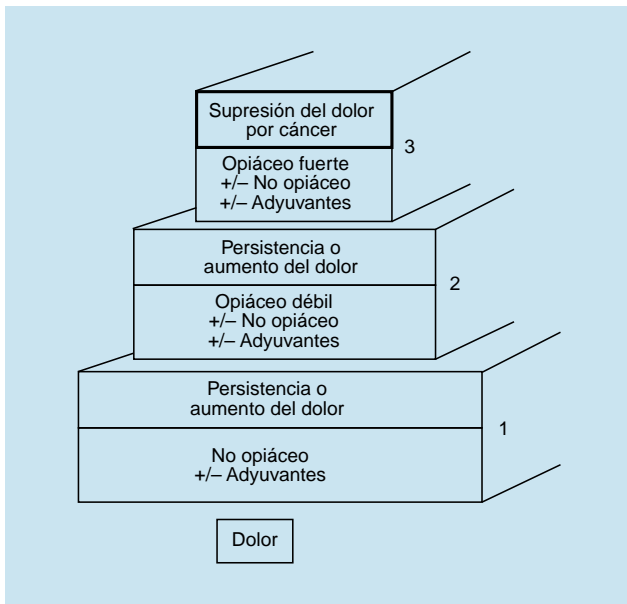 Supresión del dolor
por cáncer
3
Opiáceo fuerte
+/– No opiáceo
+/– Adyuvantes
Persistencia o
aumento del dolor
2
Opiáceo débil
+/– No opiáceo
+/– Adyuvantes
Persistencia o
aumento del dolor
1
No opiáceo
+/– Adyuvantes
Dolor